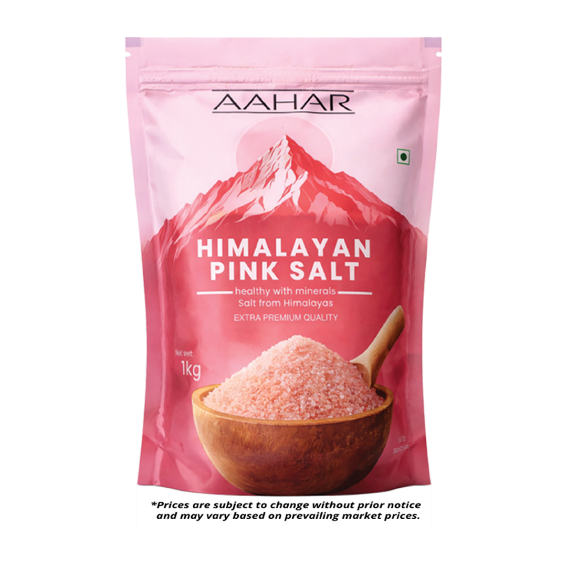 AAHAR
HIMALAYAN
PINK SALT
healthy with minerals
Salt from Himalayas
EXTRA PREMIUM QUALITY
Net wett:
1kg
*Prices are subject to change without prior notice
and may vary based on prevailing market prices.